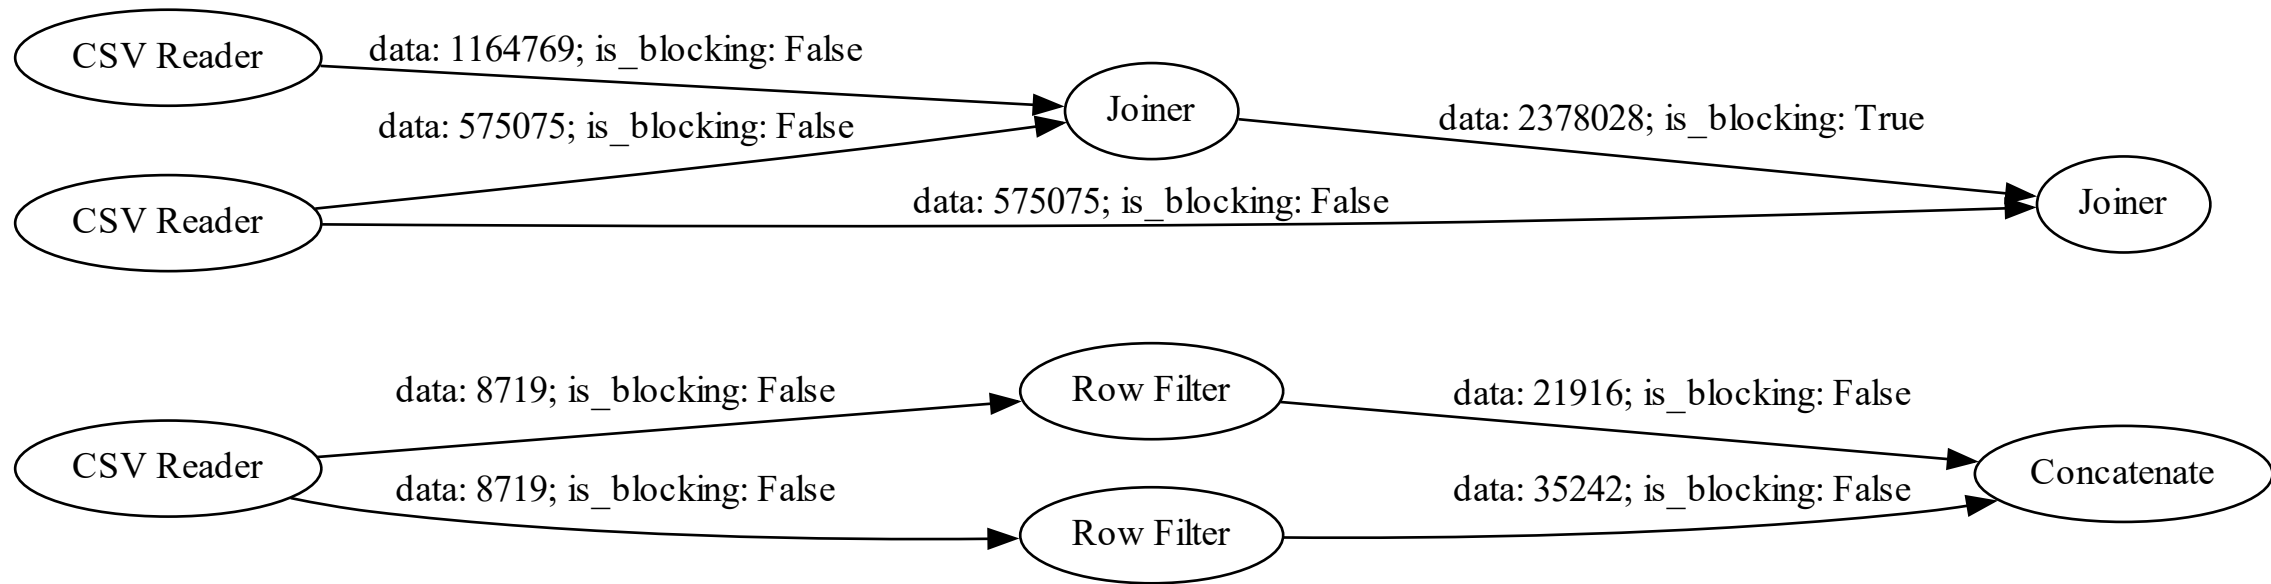 CSV Reader
data: 1164769; is_blocking: False
Joiner
data: 575075; is_blocking: False
data: 2378028; is_blocking: True
CSV Reader
data: 575075; is_blocking: False
Joiner
data: 8719; is_blocking: False
Row Filter
data: 21916; is_blocking: False
CSV Reader
Concatenate
data: 8719; is_blocking: False
Row Filter
data: 35242; is_blocking: False